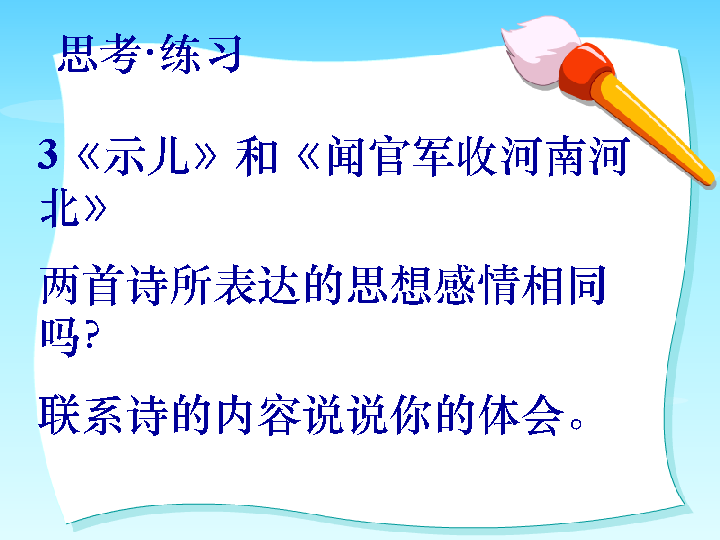 思考·练习
3《示儿》和《闻官军收河南河
北》
两首诗所表达的思想感情相同
吗?
联系诗的内容说说你的体会。